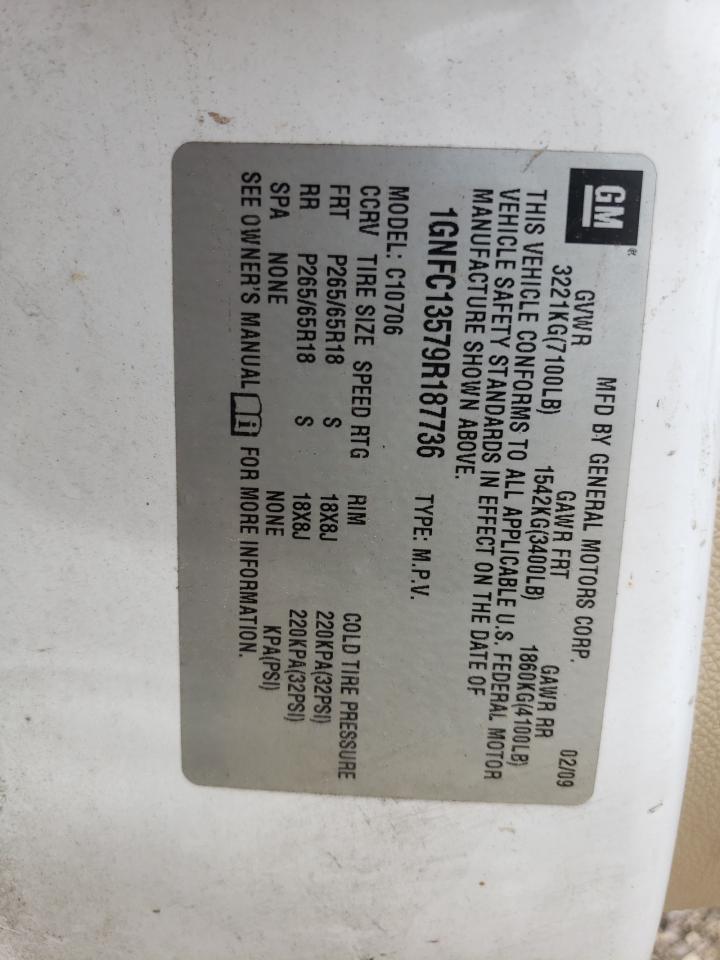 GM®
MFD BY GENERAL MOTORS CORP. 02/09
GVWR GAWR FRT GAWR RR
3221KG(7100LB) 1542KG(3400LB) 1860KG(4100LB)
THIS VEHICLE CONFORMS TO ALL APPLICABLE U.S. FEDERAL MOTOR
VEHICLE SAFETY STANDARDS IN EFFECT ON THE DATE OF
MANUFACTURE SHOWN ABOVE.
1GNFC13579R187736 TYPE: M.P.V.
MODEL: C10706
CCRV TIRE SIZE SPEED RTG RIM COLD TIRE PRESSURE
FRT P265/65R18 S 18X8J 220KPA(32PSI)
RR P265/65R18 S 18X8J 220KPA(32PSI)
SPA NONE NONE KPA(PSI)
SEE OWNER'S MANUAL i FOR MORE INFORMATION.